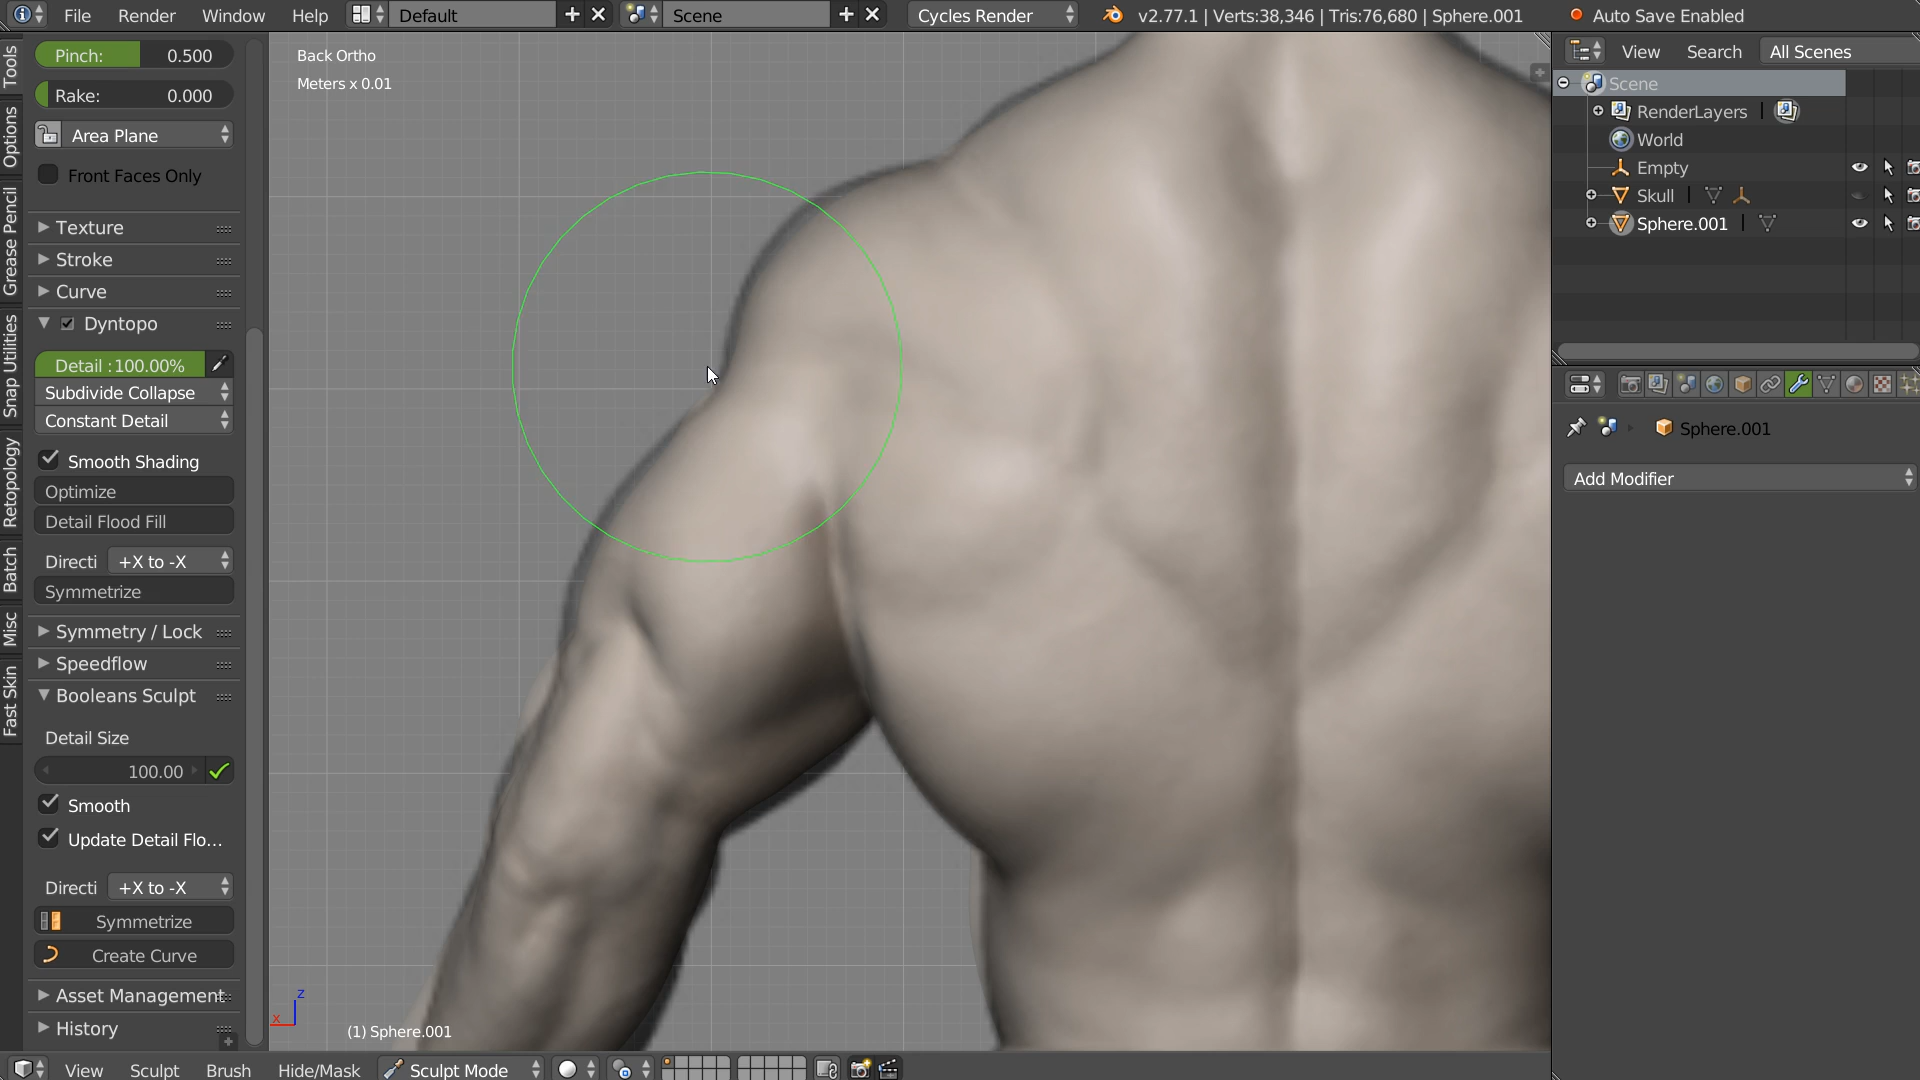 File Render Window Help Default Scene Cycles Render v2.77.1 | Verts:38,346 | Tris:76,680 | Sphere.001 Auto Save Enabled
Tools
Options
Grease Pencil
Snap Utilities
Retopology
Batch
Misc
Fast Skin
Pinch: 0.500
Rake: 0.000
Area Plane
Front Faces Only
Texture
Stroke
Curve
Dyntopo
Detail :100.00%
Subdivide Collapse
Constant Detail
Smooth Shading
Optimize
Detail Flood Fill
Directi +X to -X
Symmetrize
Symmetry / Lock
Speedflow
Booleans Sculpt
Detail Size
100.00
Smooth
Update Detail Flo...
Directi +X to -X
Symmetrize
Create Curve
Asset Management
History
Back Ortho
Meters x 0.01
z
x
(1) Sphere.001
View Search All Scenes
Scene
RenderLayers
World
Empty
Skull
Sphere.001
Sphere.001
Add Modifier
View Sculpt Brush Hide/Mask Sculpt Mode